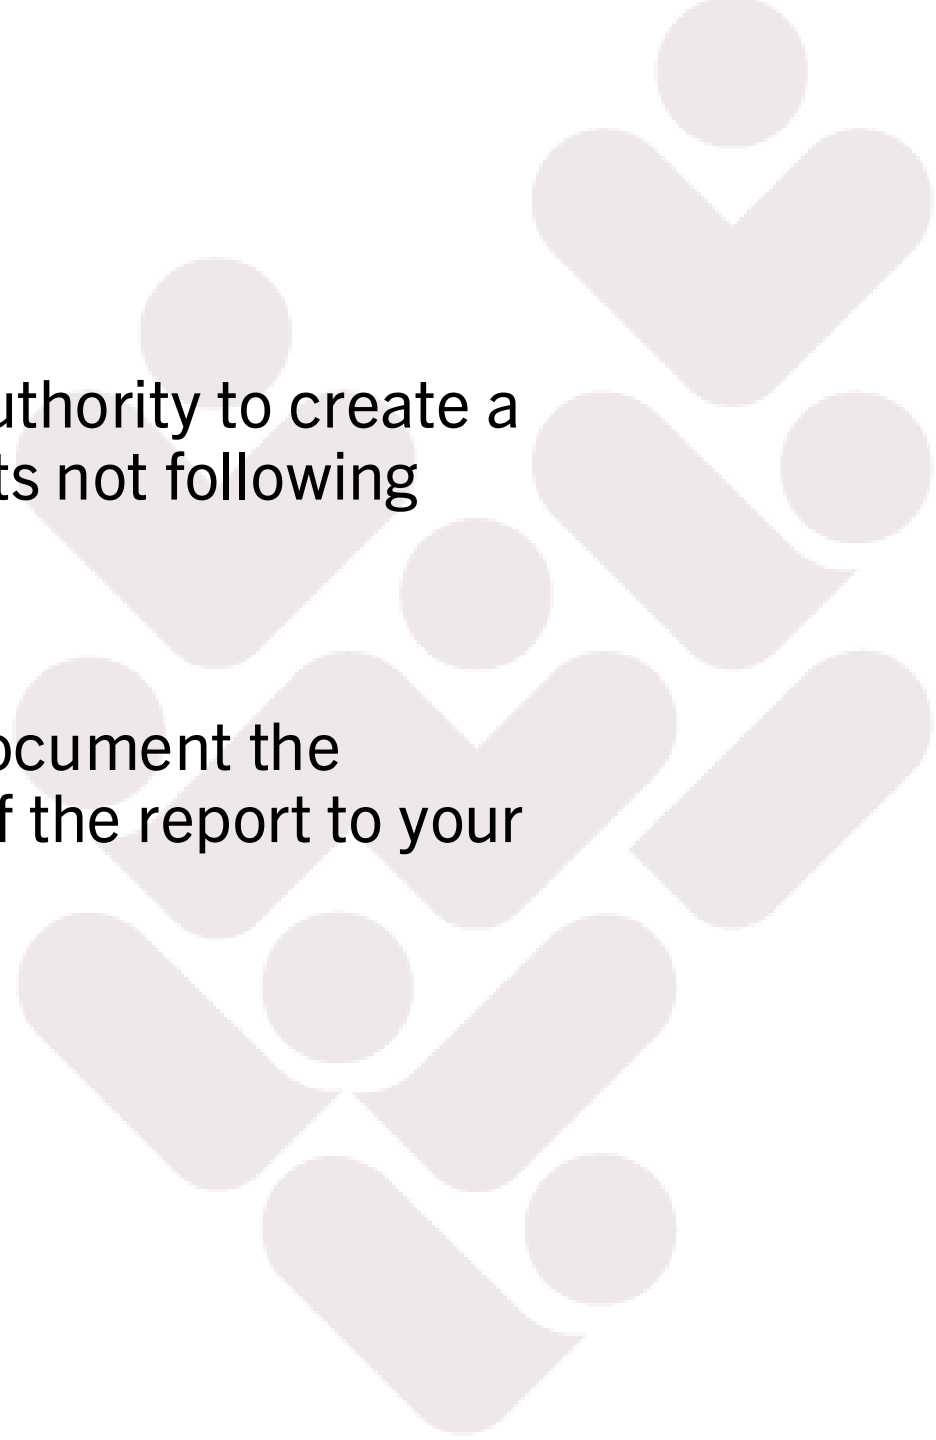 uthority to create a
ts not following
ocument the
f the report to your